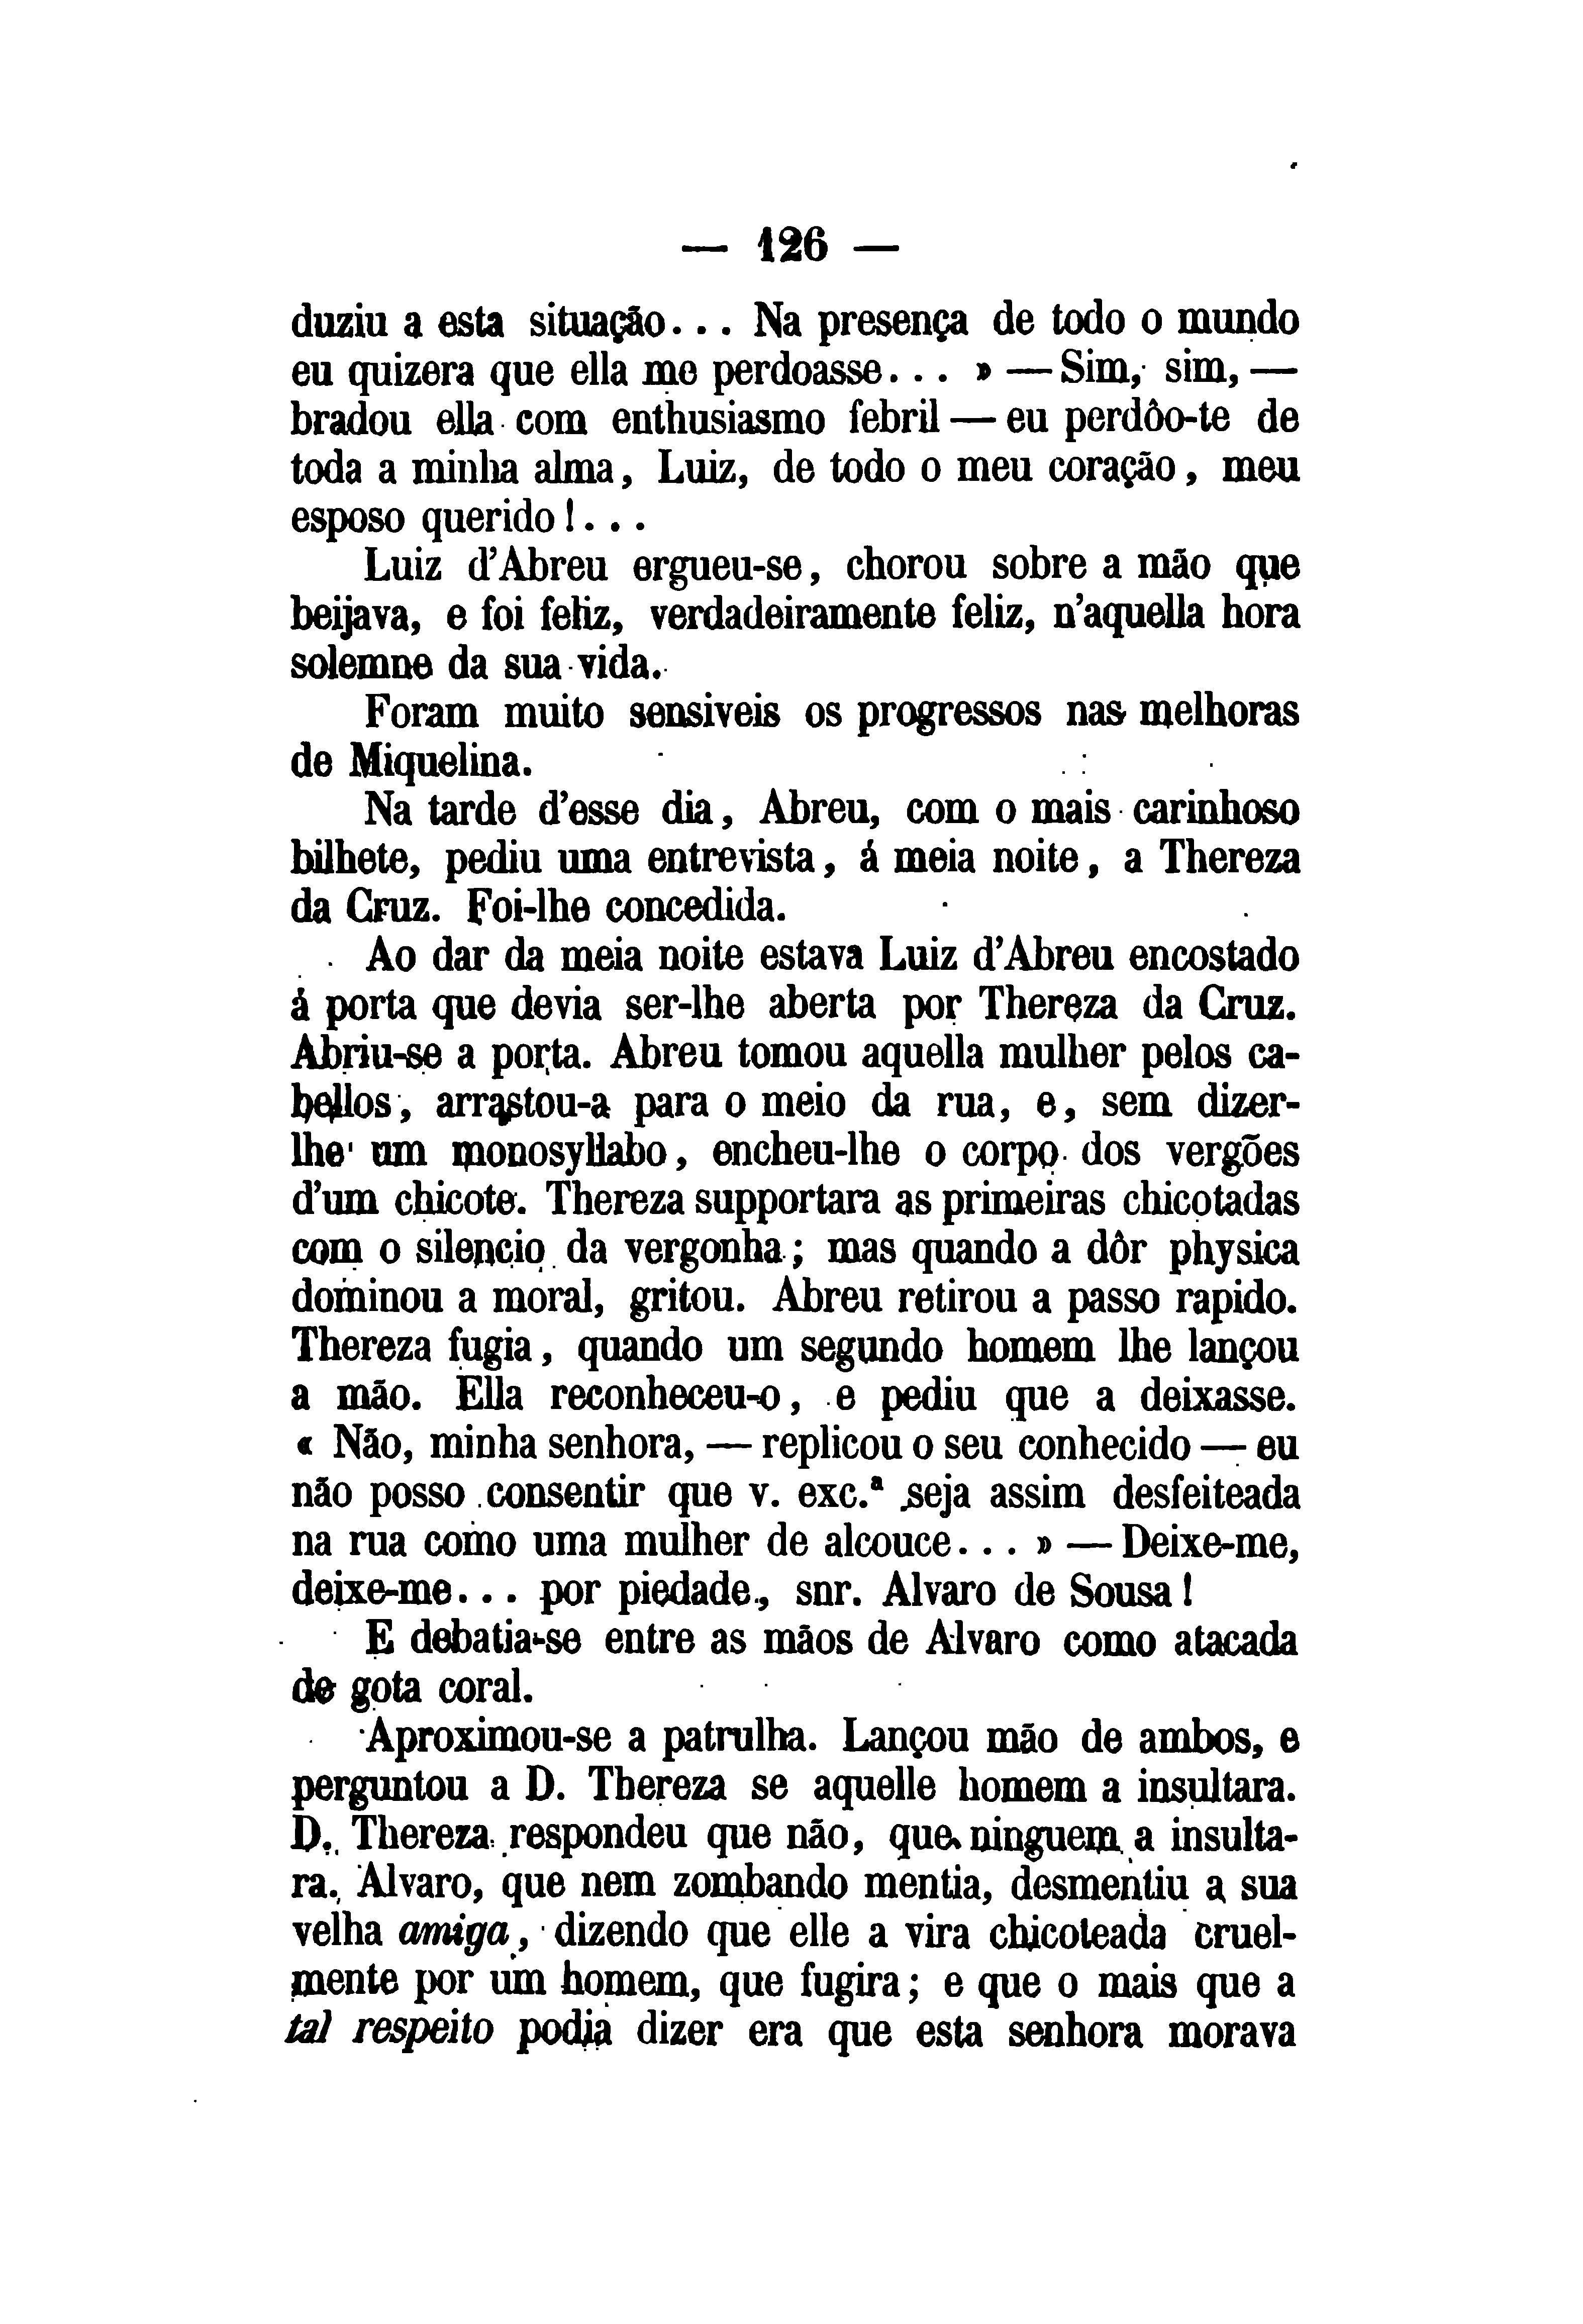 — 126 —
duziu a esta situação... Na presença de todo o mundo
eu quizera que ella me perdoasse... » — Sim, sim, —
bradou ella com enthusiasmo febril — eu perdôo-te de
toda a minha alma, Luiz, de todo o meu coração, meu
esposo querido!...
Luiz d'Abreu ergueu-se, chorou sobre a mão que
beijava, e foi feliz, verdadeiramente feliz, n'aquella hora
solemne da sua vida.
Foram muito sensiveis os progressos nas melhoras
de Miquelina.
Na tarde d'esse dia, Abreu, com o mais carinhoso
bilhete, pediu uma entrevista, á meia noite, a Thereza
da Cruz. Foi-lhe concedida.
Ao dar da meia noite estava Luiz d'Abreu encostado
á porta que devia ser-lhe aberta por Thereza da Cruz.
Abriu-se a porta. Abreu tomou aquella mulher pelos ca-
bellos, arrastou-a para o meio da rua, e, sem dizer-
lhe um monosyllabo, encheu-lhe o corpo dos vergões
d'um chicote. Thereza supportara as primeiras chicotadas
com o silencio da vergonha; mas quando a dôr physica
dominou a moral, gritou. Abreu retirou a passo rapido.
Thereza fugia, quando um segundo homem lhe lançou
a mão. Ella reconheceu-o, e pediu que a deixasse.
« Não, minha senhora, — replicou o seu conhecido — eu
não posso consentir que v. exc.ª seja assim desfeiteada
na rua como uma mulher de alcouce... » — Deixe-me,
deixe-me... por piedade, snr. Alvaro de Sousa!
E debatia-se entre as mãos de Alvaro como atacada
de gota coral.
Aproximou-se a patrulha. Lançou mão de ambos, e
perguntou a D. Thereza se aquelle homem a insultara.
D. Thereza respondeu que não, que ninguem a insulta-
ra. Alvaro, que nem zombando mentia, desmentiu a sua
velha amiga, dizendo que elle a vira chicoteada cruel-
mente por um homem, que fugira; e que o mais que a
tal respeito podia dizer era que esta senhora morava